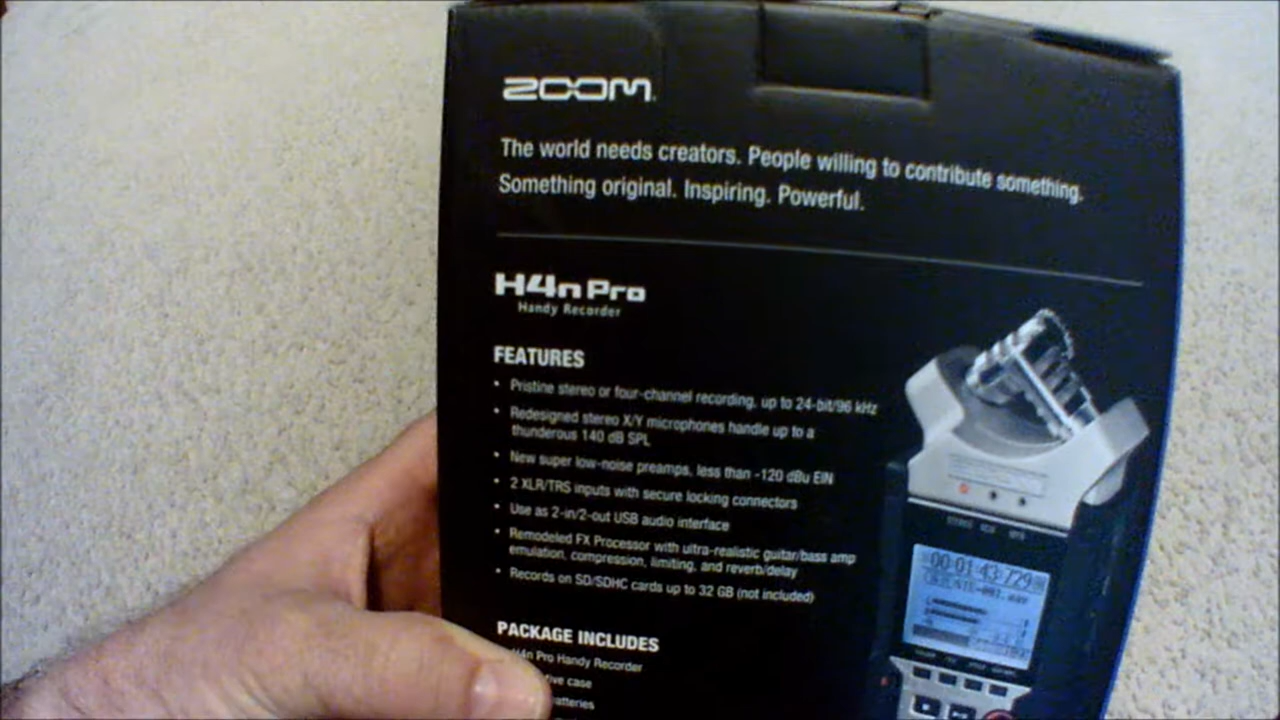 ZOOM
The world needs creators. People willing to contribute something.
Something original. Inspiring. Powerful.
H4n Pro
Handy Recorder
FEATURES
• Pristine stereo or four-channel recording, up to 24-bit/96 kHz
• Redesigned stereo X/Y microphones handle up to a
thunderous 140 dB SPL
• New super low-noise preamps, less than -120 dBu EIN
• 2 XLR/TRS inputs with secure locking connectors
• Use as 2-in/2-out USB audio interface
• Remodeled FX Processor with ultra-realistic guitar/bass amp
emulation, compression, limiting, and reverb/delay
• Records on SD/SDHC cards up to 32 GB (not included)
PACKAGE INCLUDES
H4n Pro Handy Recorder
case
00:01:43:729